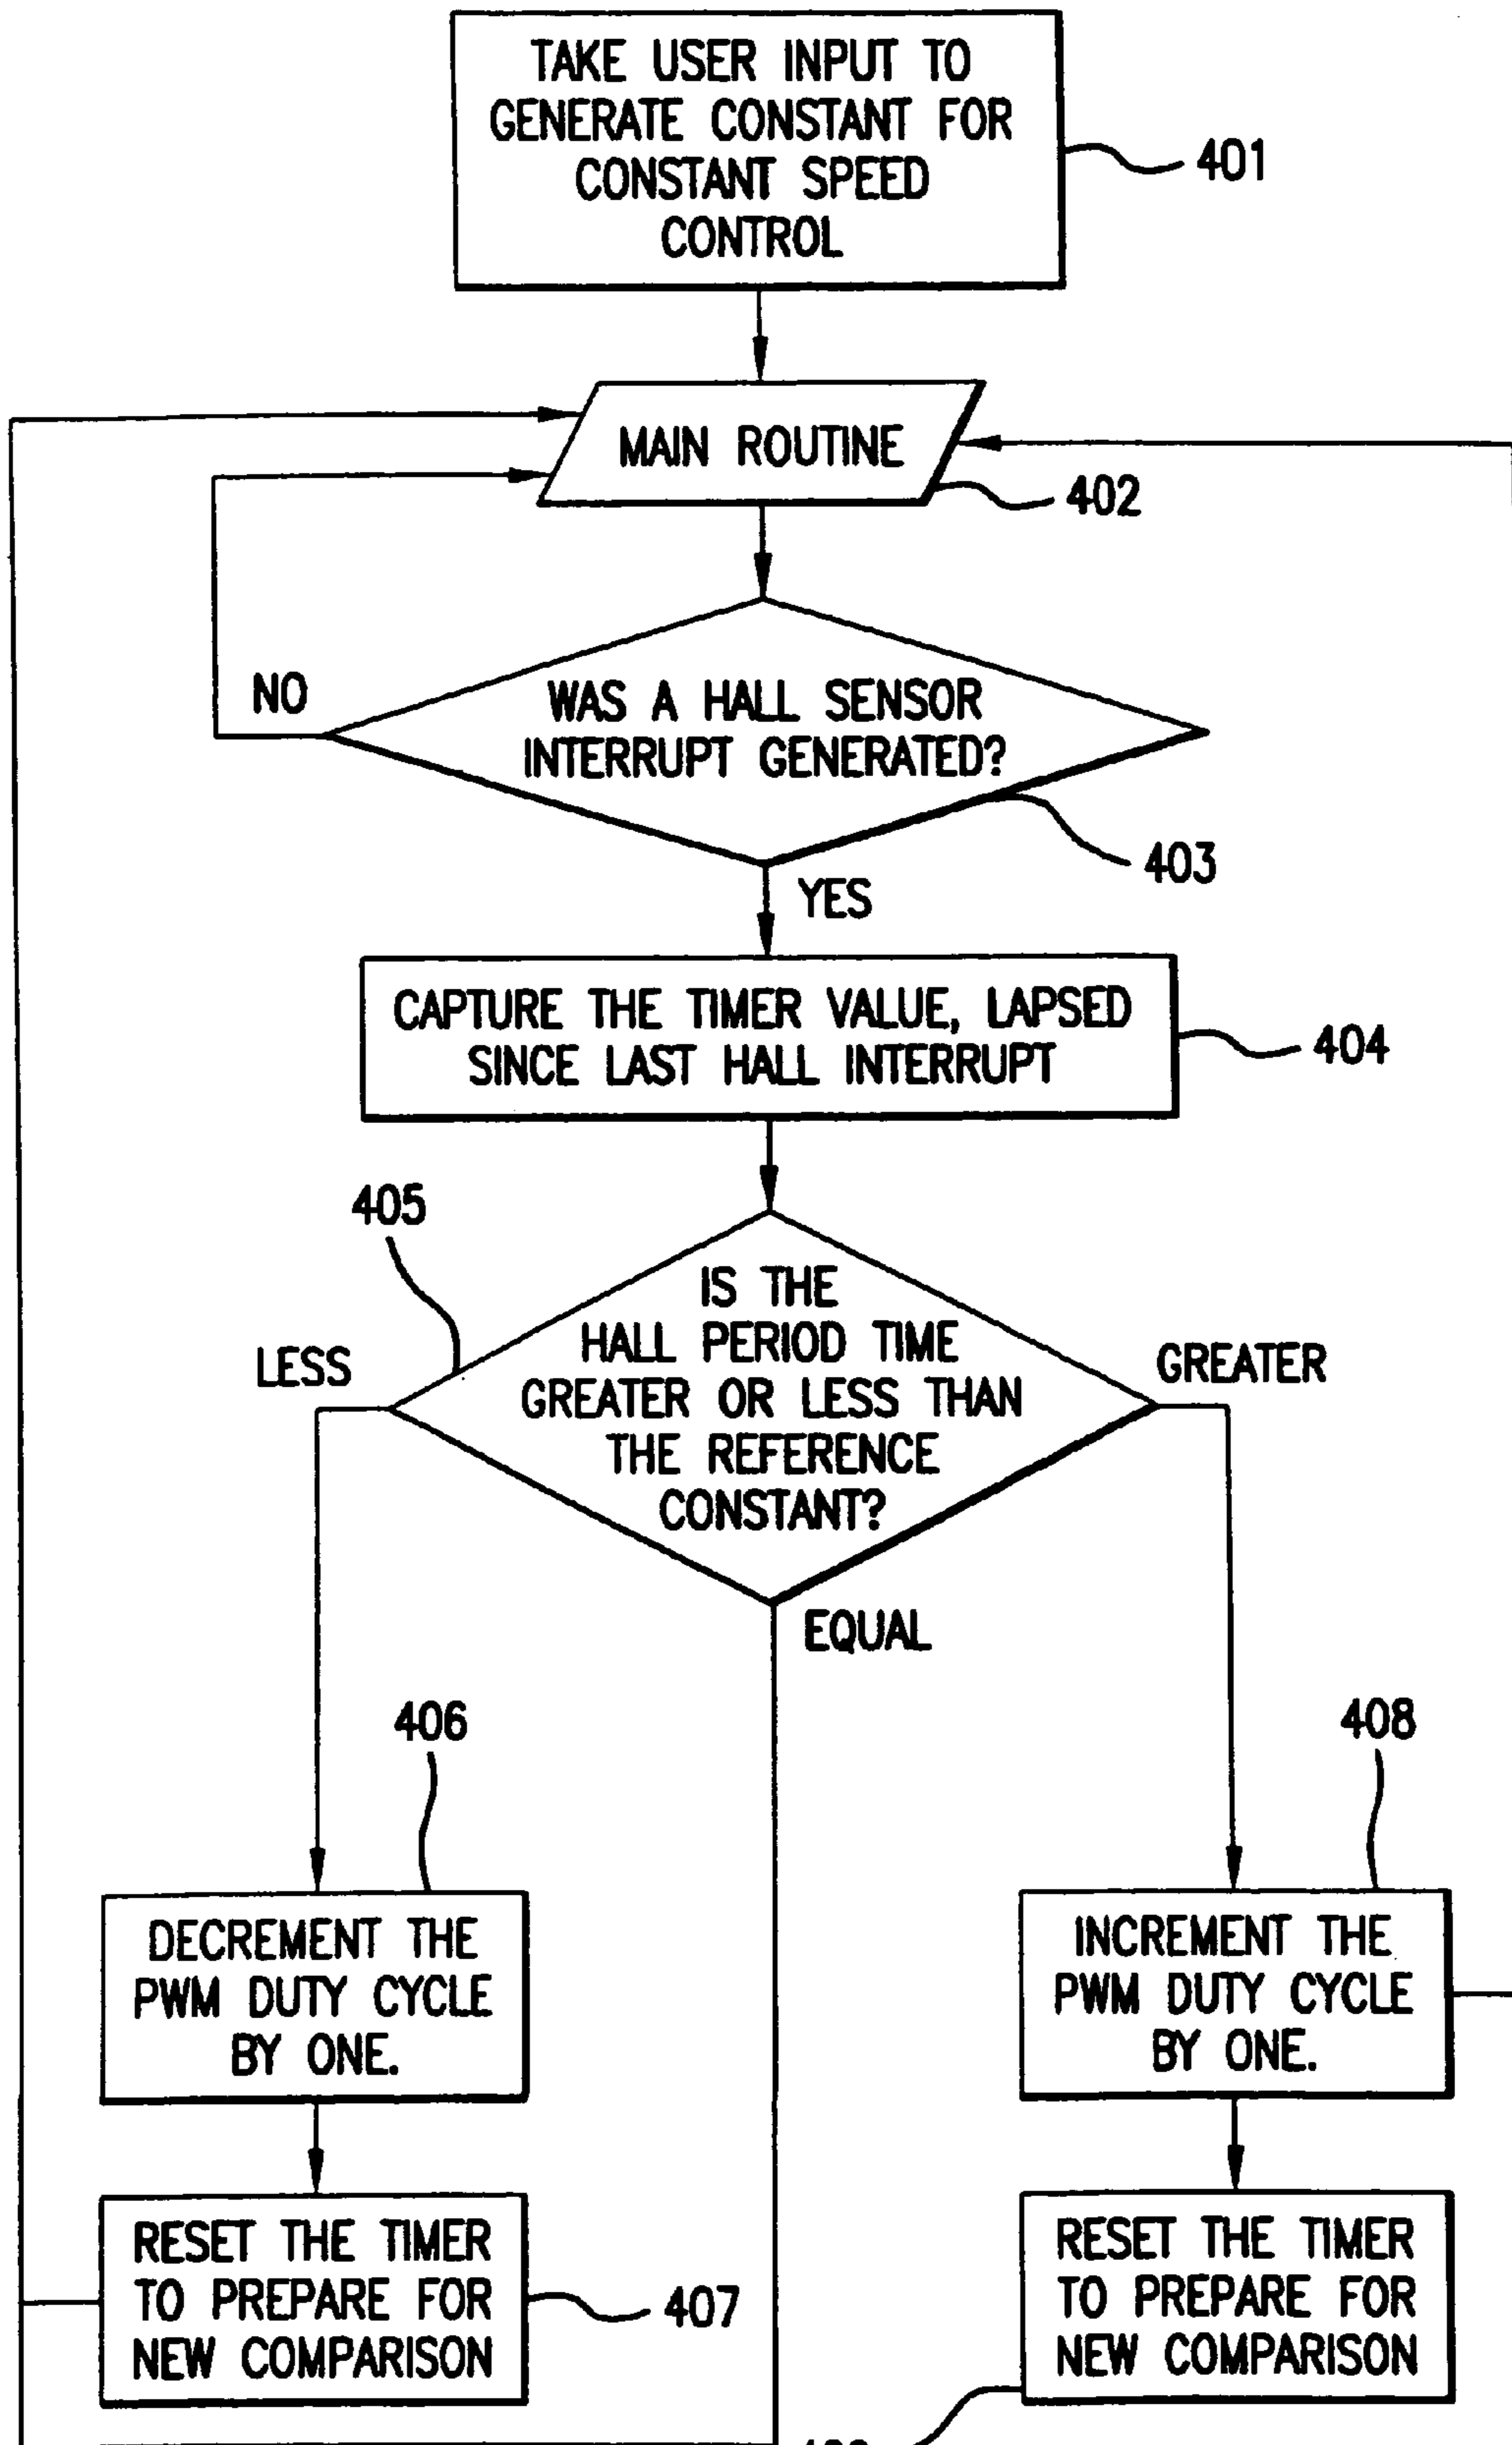 TAKE USER INPUT TO
GENERATE CONSTANT FOR
CONSTANT SPEED
CONTROL
401
MAIN ROUTINE
402
NO
WAS A HALL SENSOR
INTERRUPT GENERATED?
403
YES
CAPTURE THE TIMER VALUE, LAPSED
SINCE LAST HALL INTERRUPT
404
405
IS THE
HALL PERIOD TIME
GREATER OR LESS THAN
THE REFERENCE
CONSTANT?
LESS
GREATER
EQUAL
406
408
DECREMENT THE
PWM DUTY CYCLE
BY ONE.
INCREMENT THE
PWM DUTY CYCLE
BY ONE.
RESET THE TIMER
TO PREPARE FOR
NEW COMPARISON
407
RESET THE TIMER
TO PREPARE FOR
NEW COMPARISON